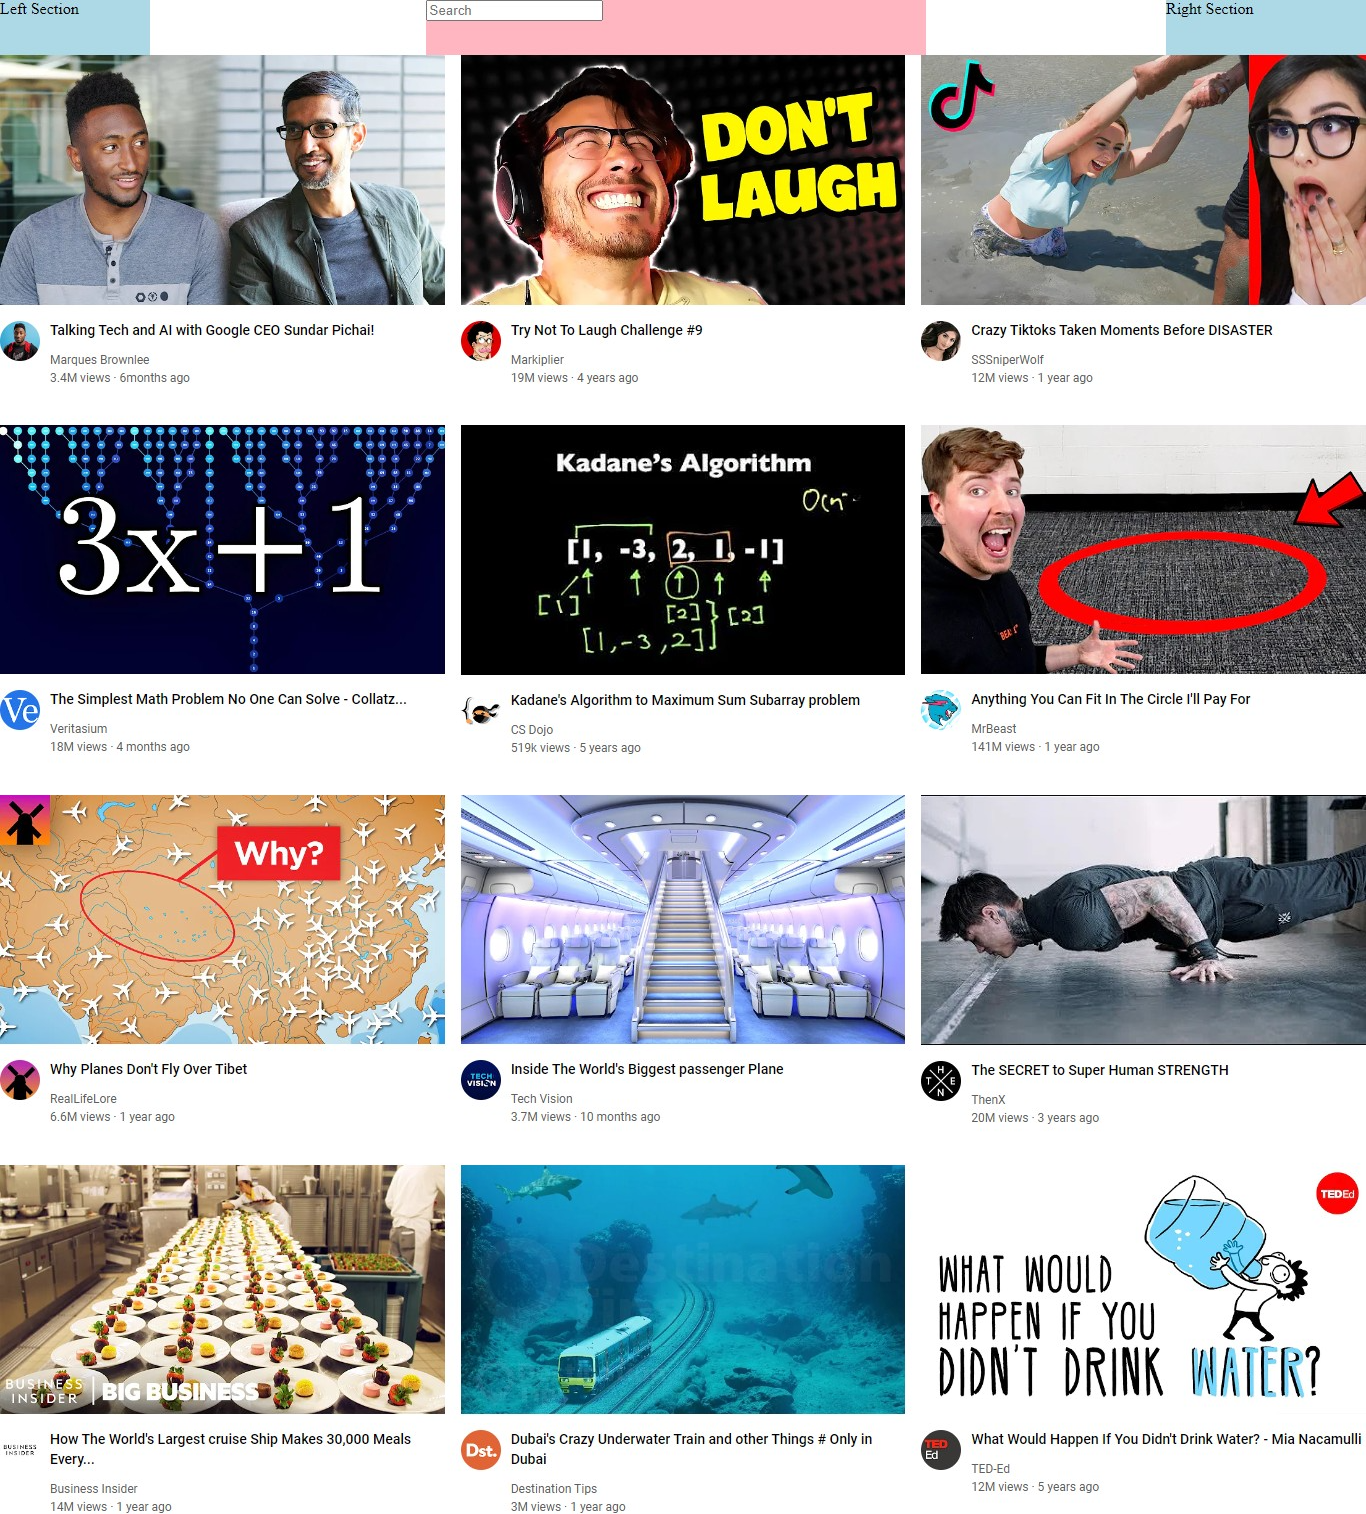 Left Section
Search
Right Section
DON'T
LAUGH
Talking Tech and AI with Google CEO Sundar Pichai!
Marques Brownlee
3.4M views · 6months ago
Try Not To Laugh Challenge #9
Markiplier
19M views · 4 years ago
Crazy Tiktoks Taken Moments Before DISASTER
SSSniperWolf
12M views · 1 year ago
3x+1
Kadane's Algorithm
[1, -3, 2, 1, -1]
[1]
[2]
[2]
[1, -3, 2]
Ve
The Simplest Math Problem No One Can Solve - Collatz...
Veritasium
18M views · 4 months ago
Kadane's Algorithm to Maximum Sum Subarray problem
CS Dojo
519k views · 5 years ago
Anything You Can Fit In The Circle I'll Pay For
MrBeast
141M views · 1 year ago
Why?
Why Planes Don't Fly Over Tibet
RealLifeLore
6.6M views · 1 year ago
TECH
VISION
Inside The World's Biggest passenger Plane
Tech Vision
3.7M views · 10 months ago
H
T E
N
The SECRET to Super Human STRENGTH
ThenX
20M views · 3 years ago
BUSINESS
INSIDER
BIG BUSINESS
Destination
TEDEd
WHAT WOULD
HAPPEN IF YOU
DIDN'T DRINK WATER?
BUSINESS
INSIDER
How The World's Largest cruise Ship Makes 30,000 Meals
Every...
Business Insider
14M views · 1 year ago
Dst.
Dubai's Crazy Underwater Train and other Things # Only in
Dubai
Destination Tips
3M views · 1 year ago
TED
Ed
What Would Happen If You Didn't Drink Water? - Mia Nacamulli
TED-Ed
12M views · 5 years ago